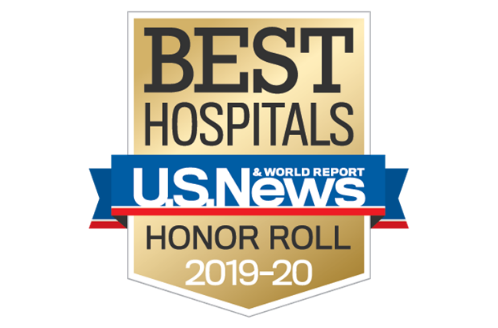 BEST
HOSPITALS
& WORLD REPORT
U.S.News
HONOR ROLL
2019-20